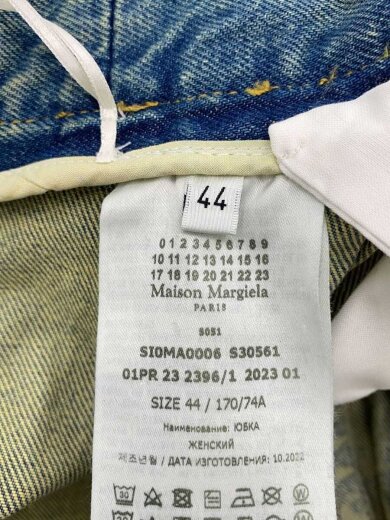 44
0 1 2 3 4 5 6 7 8 9
10 11 12 13 14 15 16
17 18 19 20 21 22 23
Maison Margiela
PARIS
S051
SI0MA0006 S30561
01PR 23 2396/1 2023 01
SIZE 44 / 170/74A
Наименование: ЮБКА
ЖЕНСКИЙ
제조년월 / ДАТА ИЗГОТОВЛЕНИЯ: 10.2022
30